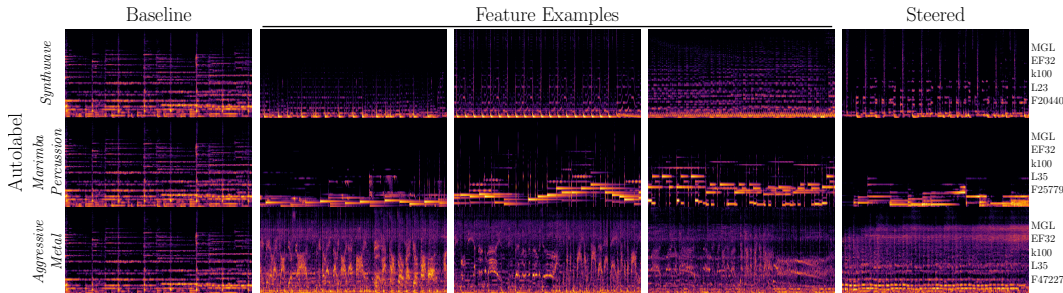 Baseline
Feature Examples
Steered
Autolabel
Synthwave
MGL
EF32
k100
L23
F20440
Marimba
Percussion
MGL
EF32
k100
L35
F25779
Aggressive
Metal
MGL
EF32
k100
L35
F47227